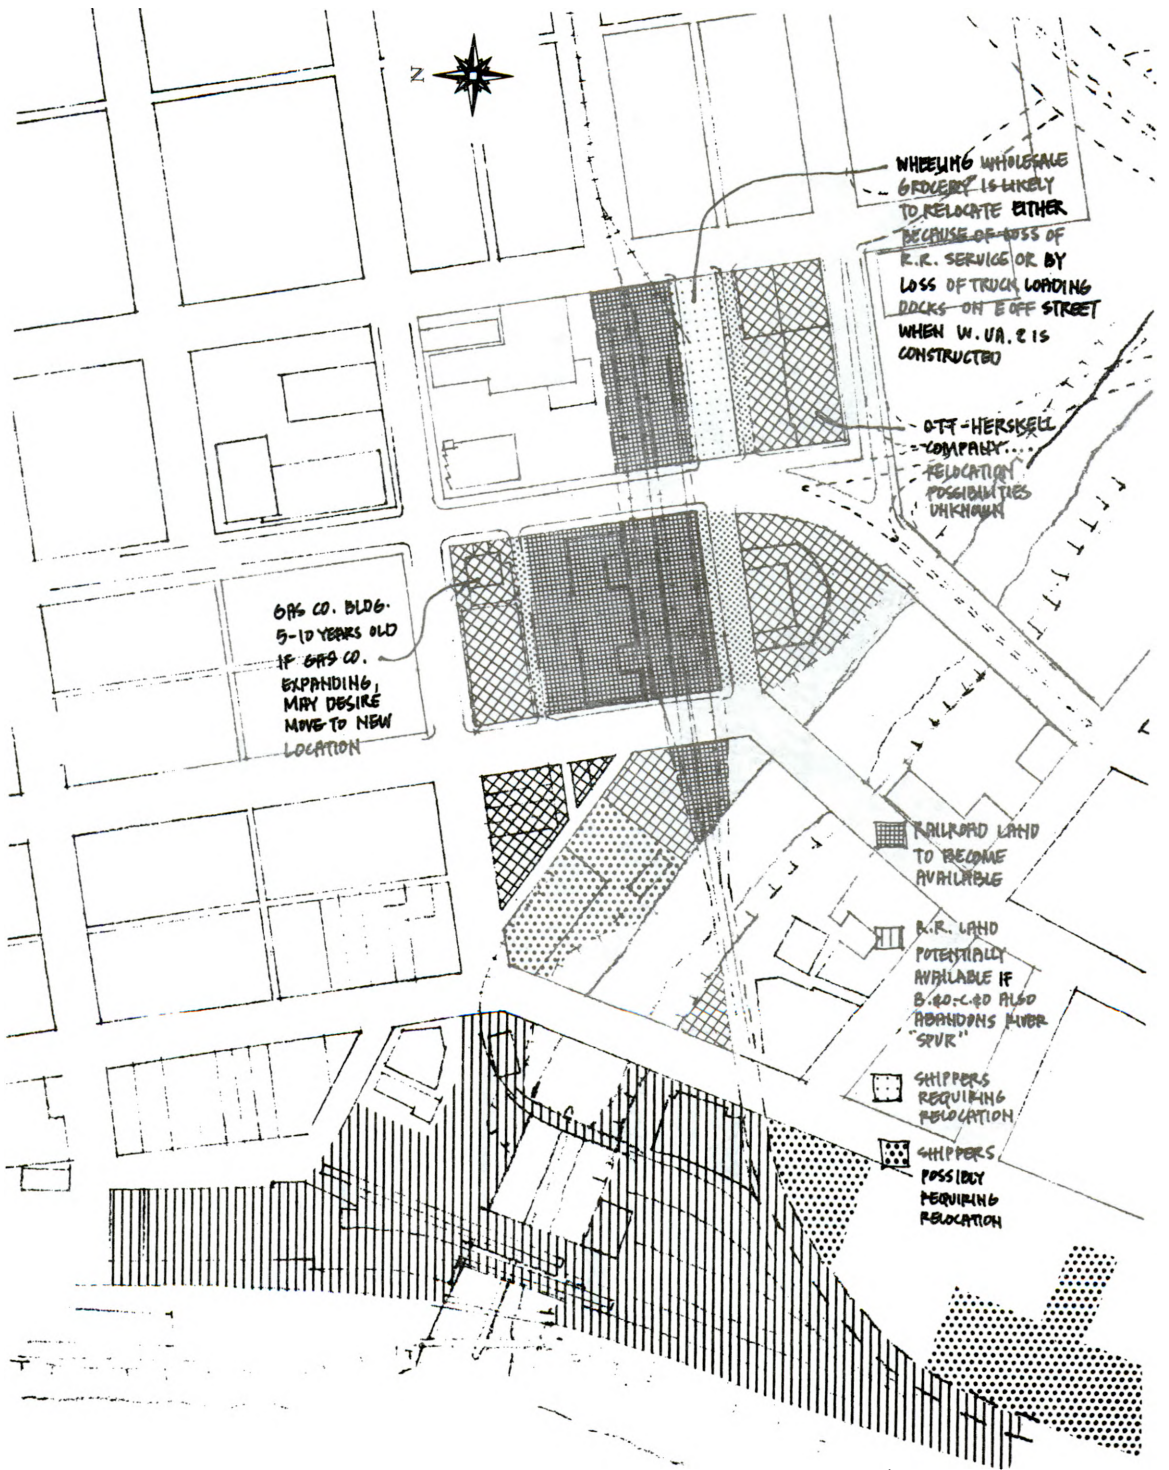 N
WHEELING WHOLESALE
GROCERY IS LIKELY
TO RELOCATE EITHER
BECAUSE OF LOSS OF
R.R. SERVICE OR BY
LOSS OF TRUCK LOADING
DOCKS ON EOFF STREET
WHEN W. VA. 2 IS
CONSTRUCTED
OTT-HERSKELL
COMPANY
RELOCATION
POSSIBILITIES
UNKNOWN
GAS CO. BLDG.
5-10 YEARS OLD
IF GAS CO.
EXPANDING,
MAY DESIRE
MOVE TO NEW
LOCATION
RAILROAD LAND
TO BECOME
AVAILABLE
R.R. LAND
POTENTIALLY
AVAILABLE IF
B.&O.-C.&O ALSO
ABANDONS RIVER
"SPUR"
SHIPPERS
REQUIRING
RELOCATION
SHIPPERS
POSSIBLY
REQUIRING
RELOCATION